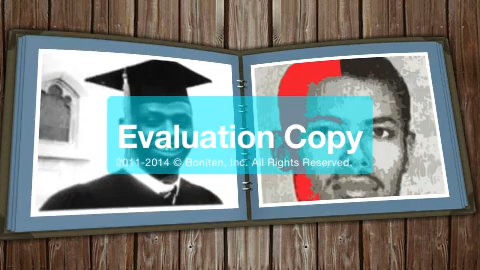 Evaluation Copy
2011-2014 © Boniten, Inc. All Rights Reserved.